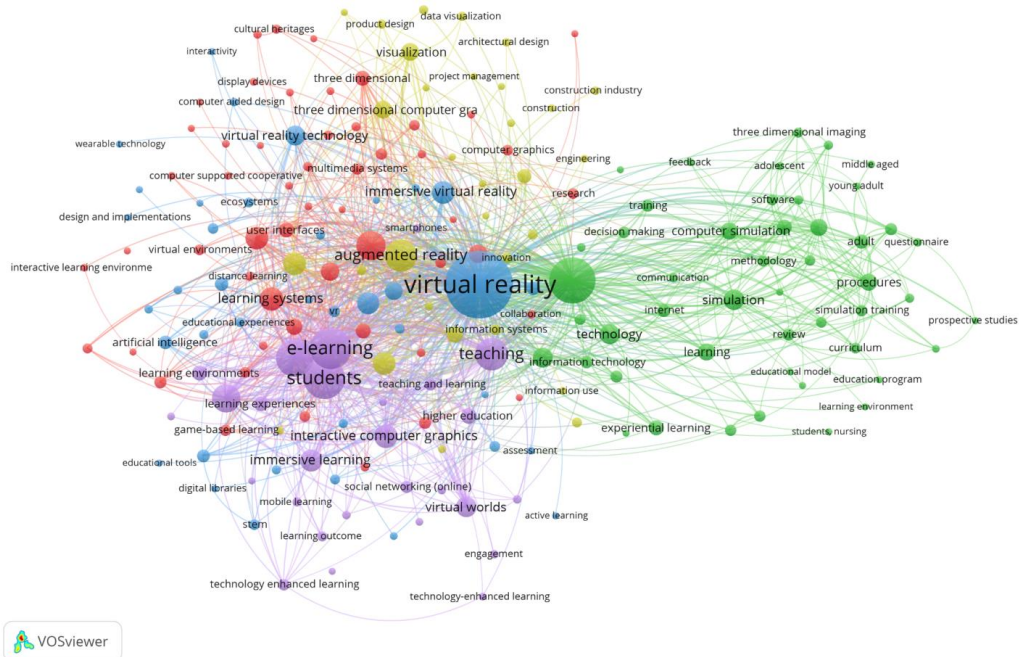 data visualization
product design
cultural heritages
architectural design
interactivity
visualization
three dimensional
project management
display devices
construction industry
computer aided design
three dimensional computer gra
construction
virtual reality technology
three dimensional imaging
wearable technology
computer graphics
engineering
feedback
adolescent
middle aged
multimedia systems
computer supported cooperative
immersive virtual reality
research
young adult
ecosystems
software
training
design and implementations
smartphones
user interfaces
decision making
computer simulation
adult
questionnaire
virtual environments
augmented reality
innovation
methodology
interactive learning environme
distance learning
communication
virtual reality
procedures
learning systems
simulation
vr
collaboration
internet
simulation training
prospective studies
educational experiences
information systems
technology
review
artificial intelligence
e-learning
teaching
learning
curriculum
information technology
learning environments
students
teaching and learning
educational model
education program
information use
learning experiences
learning environment
higher education
game-based learning
interactive computer graphics
experiential learning
students, nursing
assessment
educational tools
immersive learning
digital libraries
social networking (online)
mobile learning
virtual worlds
active learning
stem
learning outcome
engagement
technology enhanced learning
technology-enhanced learning
VOSviewer